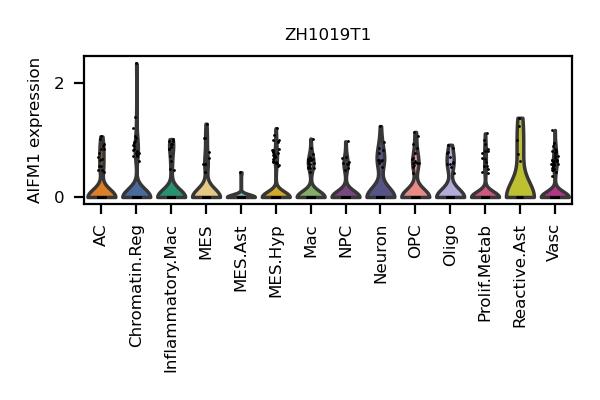 ZH1019T1
AIFM1 expression
2
0
AC
Chromatin.Reg
Inflammatory.Mac
MES
MES.Ast
MES.Hyp
Mac
NPC
Neuron
OPC
Oligo
Prolif.Metab
Reactive.Ast
Vasc